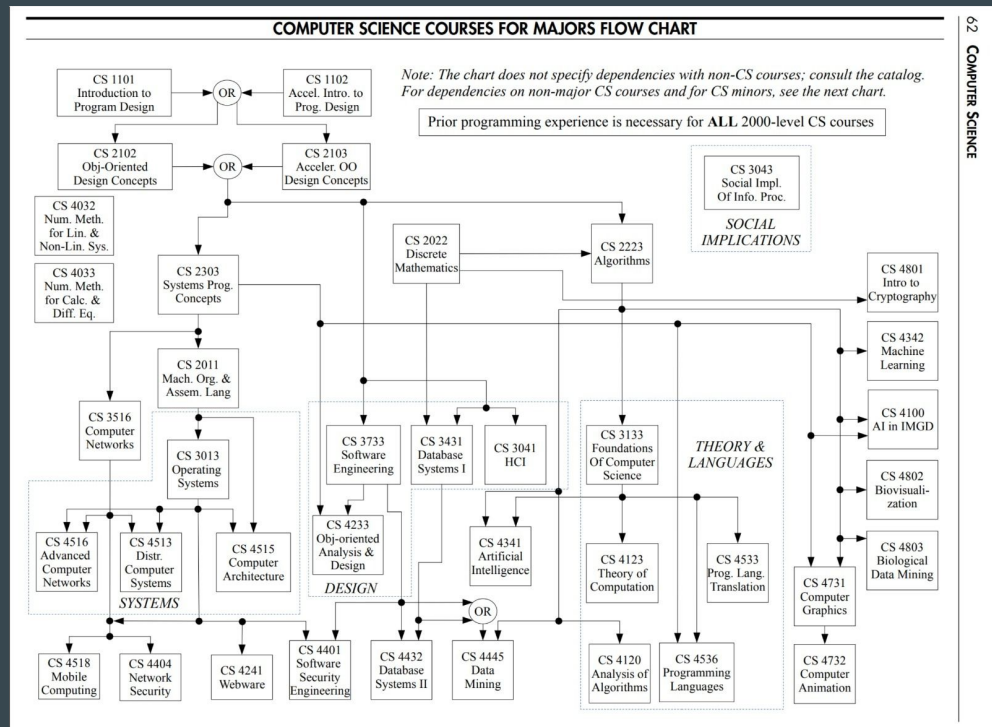 COMPUTER SCIENCE COURSES FOR MAJORS FLOW CHART
62 COMPUTER SCIENCE
CS 1101
Introduction to
Program Design
OR
CS 1102
Accel. Intro. to
Prog. Design
Note: The chart does not specify dependencies with non-CS courses; consult the catalog.
For dependencies on non-major CS courses and for CS minors, see the next chart.
Prior programming experience is necessary for ALL 2000-level CS courses
CS 2102
Obj-Oriented
Design Concepts
OR
CS 2103
Acceler. OO
Design Concepts
CS 3043
Social Impl.
Of Info. Proc.
SOCIAL
IMPLICATIONS
CS 4032
Num. Meth.
for Lin. &
Non-Lin. Sys.
CS 4033
Num. Meth.
for Calc. &
Diff. Eq.
CS 2303
Systems Prog.
Concepts
CS 2022
Discrete
Mathematics
CS 2223
Algorithms
CS 4801
Intro to
Cryptography
CS 4342
Machine
Learning
CS 2011
Mach. Org. &
Assem. Lang
CS 3516
Computer
Networks
CS 3013
Operating
Systems
CS 3733
Software
Engineering
CS 3431
Database
Systems I
CS 3041
HCI
CS 3133
Foundations
Of Computer
Science
THEORY &
LANGUAGES
CS 4100
AI in IMGD
CS 4802
Biovisuali-
zation
CS 4516
Advanced
Computer
Networks
CS 4513
Distr.
Computer
Systems
CS 4515
Computer
Architecture
SYSTEMS
CS 4233
Obj-oriented
Analysis &
Design
DESIGN
CS 4341
Artificial
Intelligence
CS 4123
Theory of
Computation
CS 4533
Prog. Lang.
Translation
CS 4803
Biological
Data Mining
CS 4731
Computer
Graphics
OR
CS 4518
Mobile
Computing
CS 4404
Network
Security
CS 4241
Webware
CS 4401
Software
Security
Engineering
CS 4432
Database
Systems II
CS 4445
Data
Mining
CS 4120
Analysis of
Algorithms
CS 4536
Programming
Languages
CS 4732
Computer
Animation